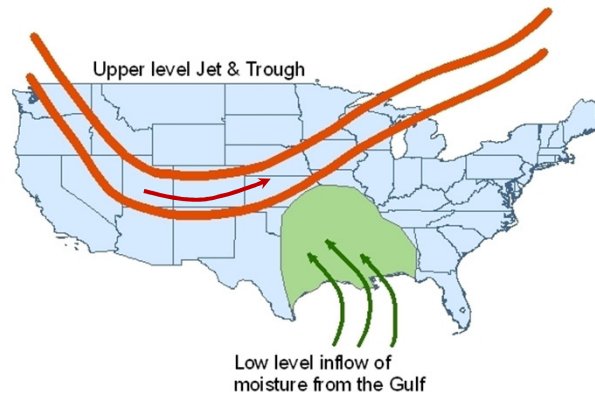 Upper level Jet & Trough
Low level inflow of
moisture from the Gulf